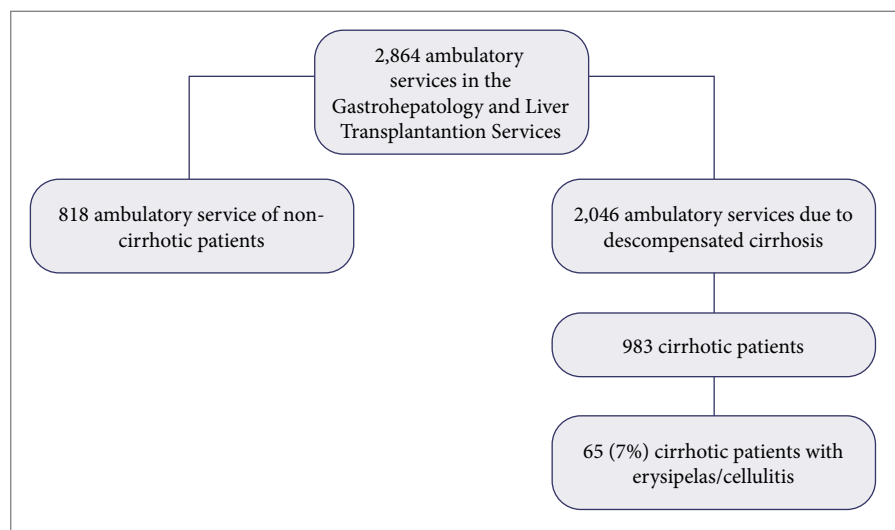 2,864 ambulatory
services in the
Gastrohepatology and Liver
Transplantantion Services
818 ambulatory service of non-
cirrhotic patients
2,046 ambulatory services due to
descompensated cirrhosis
983 cirrhotic patients
65 (7%) cirrhotic patients with
erysipelas/cellulitis